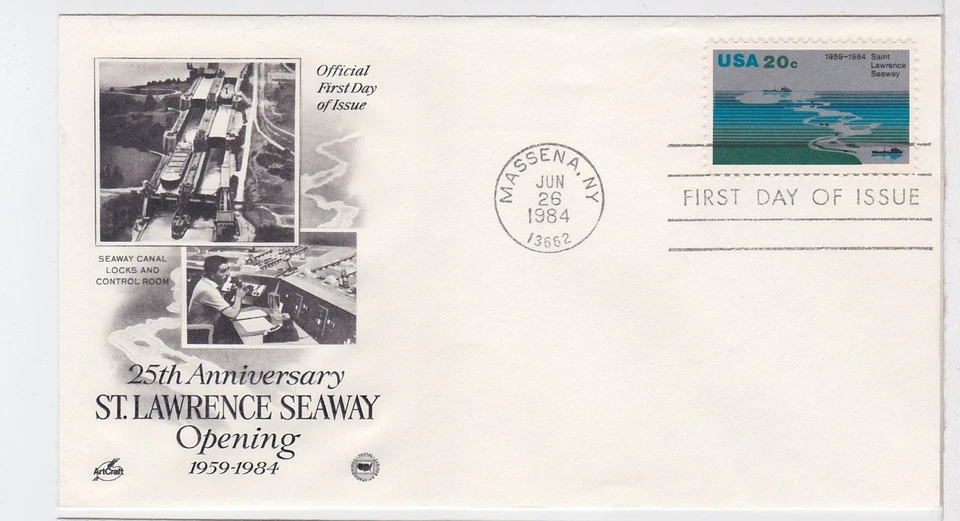 Official
First Day
of Issue
SEAWAY CANAL
LOCKS AND
CONTROL ROOM
25th Anniversary
ST. LAWRENCE SEAWAY
Opening
1959-1984
ArtCraft
MASSENA, NY
JUN
26
1984
13662
USA 20c
1959-1984 Saint
Lawrence
Seaway
FIRST DAY OF ISSUE